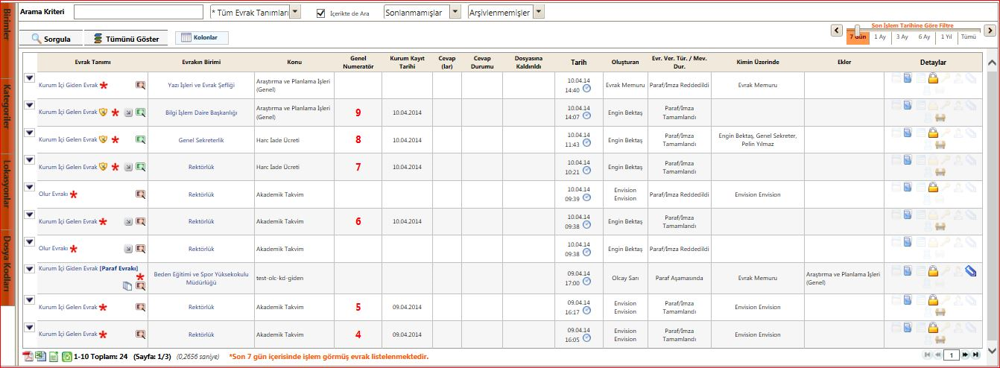 Birimler
Kategoriler
Lokasyonlar
Dosya Kodları
Arama Kriteri * Tüm Evrak Tanımları İçerikte de Ara Sonlanmamışlar Arşivlenmemişler
Sorgula Tümünü Göster Kolonlar
Son İşlem Tarihine Göre Filtre
7 Gün 1 Ay 3 Ay 6 Ay 1 Yıl Tümü
Evrak Tanımı Evrakın Birimi Konu Genel Numeratör Kurum Kayıt Tarihi Cevap (lar) Cevap Durumu Dosyasına Kaldırıldı Tarih Oluşturan Evr. Ver. Tür. / Mev. Dur. Kimin Üzerinde Ekler Detaylar
Kurum İçi Giden Evrak * Yazı İşleri ve Evrak Şefliği Araştırma ve Planlama İşleri (Genel) 10.04.14 14:40 Evrak Memuru Paraf/İmza Reddedildi Evrak Memuru
Kurum İçi Gelen Evrak * Bilgi İşlem Daire Başkanlığı Araştırma ve Planlama İşleri (Genel) 9 10.04.2014 10.04.14 14:07 Engin Bektaş Paraf/İmza Tamamlandı
Kurum İçi Gelen Evrak * Genel Sekreterlik Harc İade Ücreti 8 10.04.2014 10.04.14 11:43 Engin Bektaş Paraf/İmza Tamamlandı Engin Bektaş, Genel Sekreter, Pelin Yılmaz
Kurum İçi Gelen Evrak * Rektörlük Harc İade Ücreti 7 10.04.2014 10.04.14 10:21 Engin Bektaş Paraf/İmza Tamamlandı
Olur Evrakı * Rektörlük Akademik Takvim 10.04.14 09:39 Envision Envision Paraf/İmza Reddedildi Envision Envision
Kurum İçi Gelen Evrak * Rektörlük Akademik Takvim 6 10.04.2014 10.04.14 09:38 Engin Bektaş Paraf/İmza Tamamlandı
Olur Evrakı * Rektörlük Akademik Takvim 10.04.14 09:38 Engin Bektaş Paraf/İmza Reddedildi
Kurum İçi Giden Evrak [Paraf Evrakı] * Beden Eğitimi ve Spor Yüksekokulu Müdürlüğü test-olc-kd-giden 09.04.14 17:00 Olcay Sarı Paraf Aşamasında Evrak Memuru Araştırma ve Planlama İşleri (Genel)
Kurum İçi Gelen Evrak * Rektörlük Akademik Takvim 5 09.04.2014 09.04.14 16:17 Envision Envision Paraf/İmza Tamamlandı
Kurum İçi Gelen Evrak * Rektörlük Akademik Takvim 4 09.04.2014 09.04.14 16:05 Envision Envision Paraf/İmza Tamamlandı
1-10 Toplam: 24 (Sayfa: 1/3) (0,2656 saniye) *Son 7 gün içerisinde işlem görmüş evrak listelenmektedir. 1